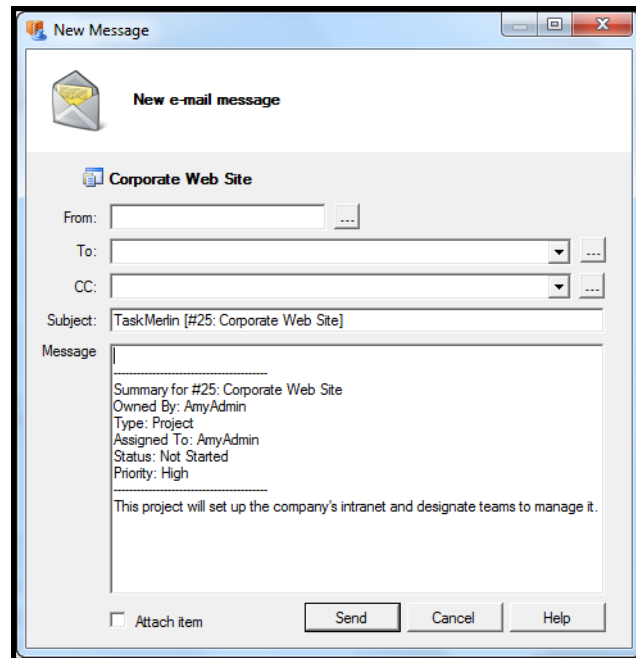 New Message
New e-mail message
Corporate Web Site
From:
...
To:
...
CC:
...
Subject: TaskMerlin [#25: Corporate Web Site]
Message
----------------------------------------
Summary for #25: Corporate Web Site
Owned By: AmyAdmin
Type: Project
Assigned To: AmyAdmin
Status: Not Started
Priority: High
----------------------------------------
This project will set up the company's intranet and designate teams to manage it.
Attach item Send Cancel Help